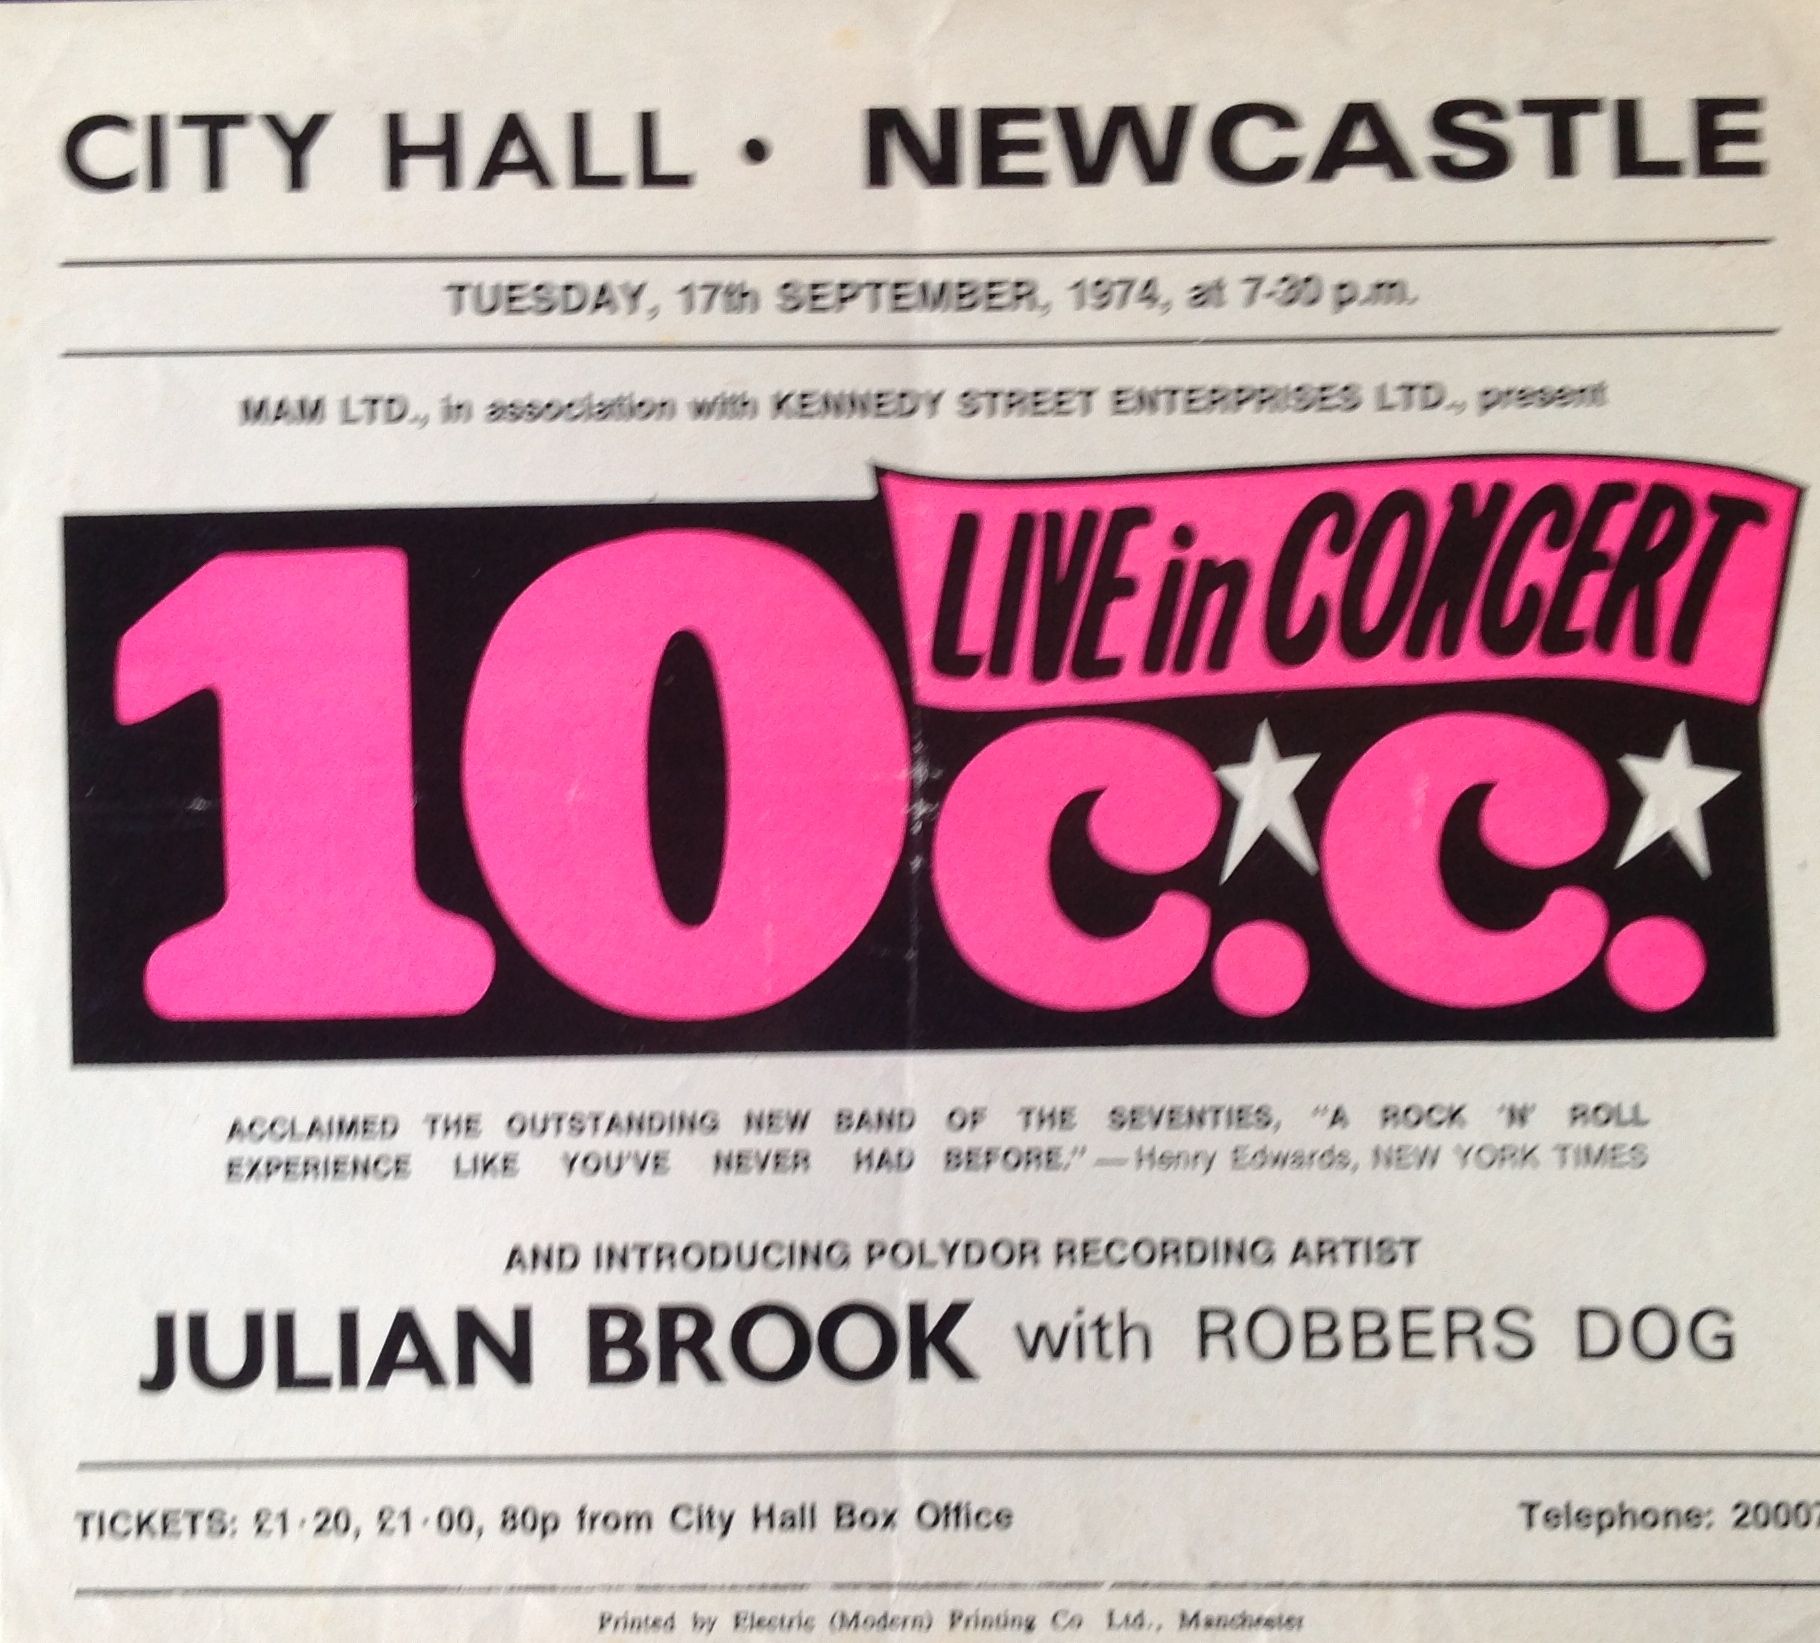 CITY HALL • NEWCASTLE
TUESDAY, 17th SEPTEMBER, 1974, at 7-30 p.m.
MAM LTD., in association with KENNEDY STREET ENTERPRISES LTD., present
LIVE in CONCERT
10 c.c.
ACCLAIMED THE OUTSTANDING NEW BAND OF THE SEVENTIES, "A ROCK 'N' ROLL
EXPERIENCE LIKE YOU'VE NEVER HAD BEFORE." — Henry Edwards, NEW YORK TIMES
AND INTRODUCING POLYDOR RECORDING ARTIST
JULIAN BROOK with ROBBERS DOG
TICKETS: £1·20, £1·00, 80p from City Hall Box Office Telephone: 20007
Printed by Electric (Modern) Printing Co Ltd., Manchester